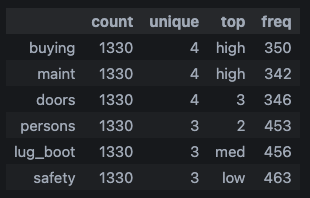 count unique top freq
buying 1330 4 high 350
maint 1330 4 high 342
doors 1330 4 3 346
persons 1330 3 2 453
lug_boot 1330 3 med 456
safety 1330 3 low 463